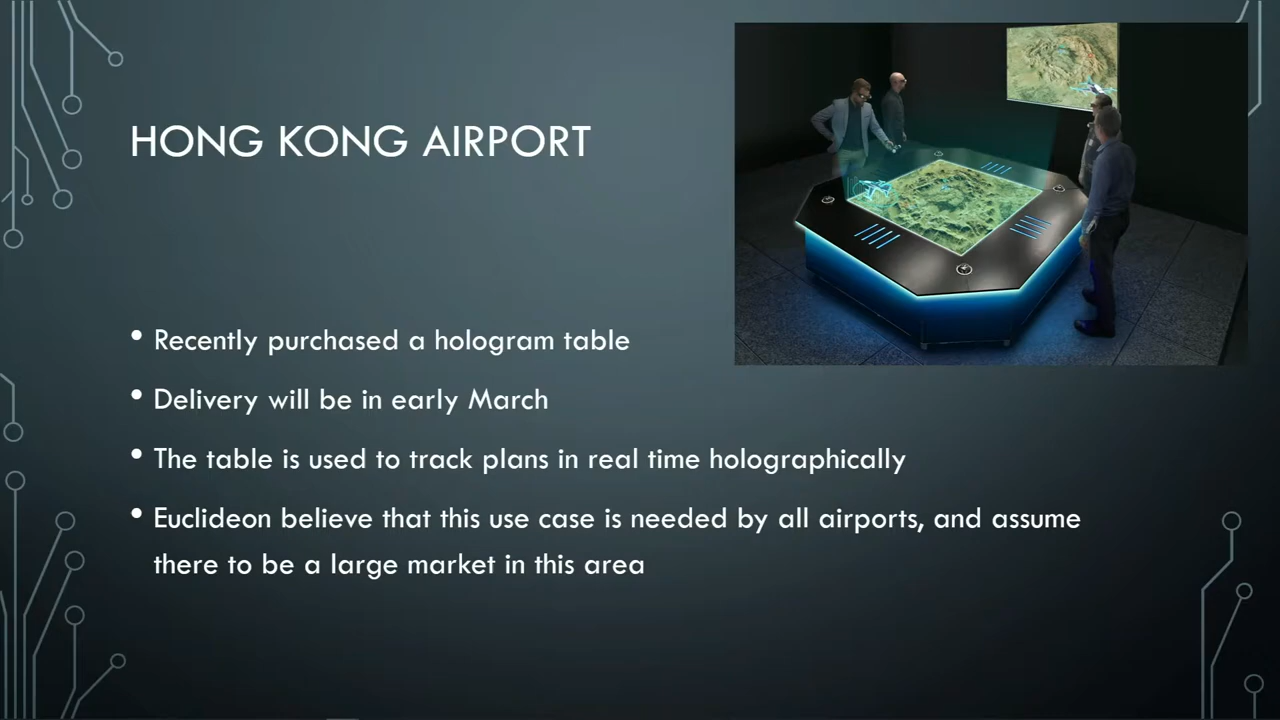 HONG KONG AIRPORT
• Recently purchased a hologram table
• Delivery will be in early March
• The table is used to track plans in real time holographically
• Euclideon believe that this use case is needed by all airports, and assume
there to be a large market in this area